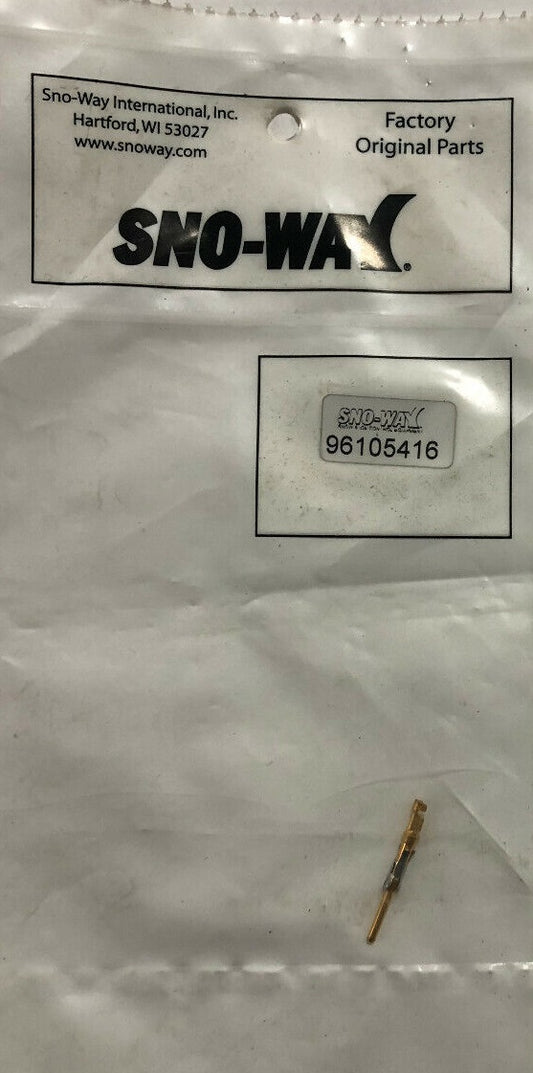 Sno-Way International, Inc.
Hartford, WI 53027
www.snoway.com
Factory
Original Parts
SNO-WAY®
SNO-WAY
96105416